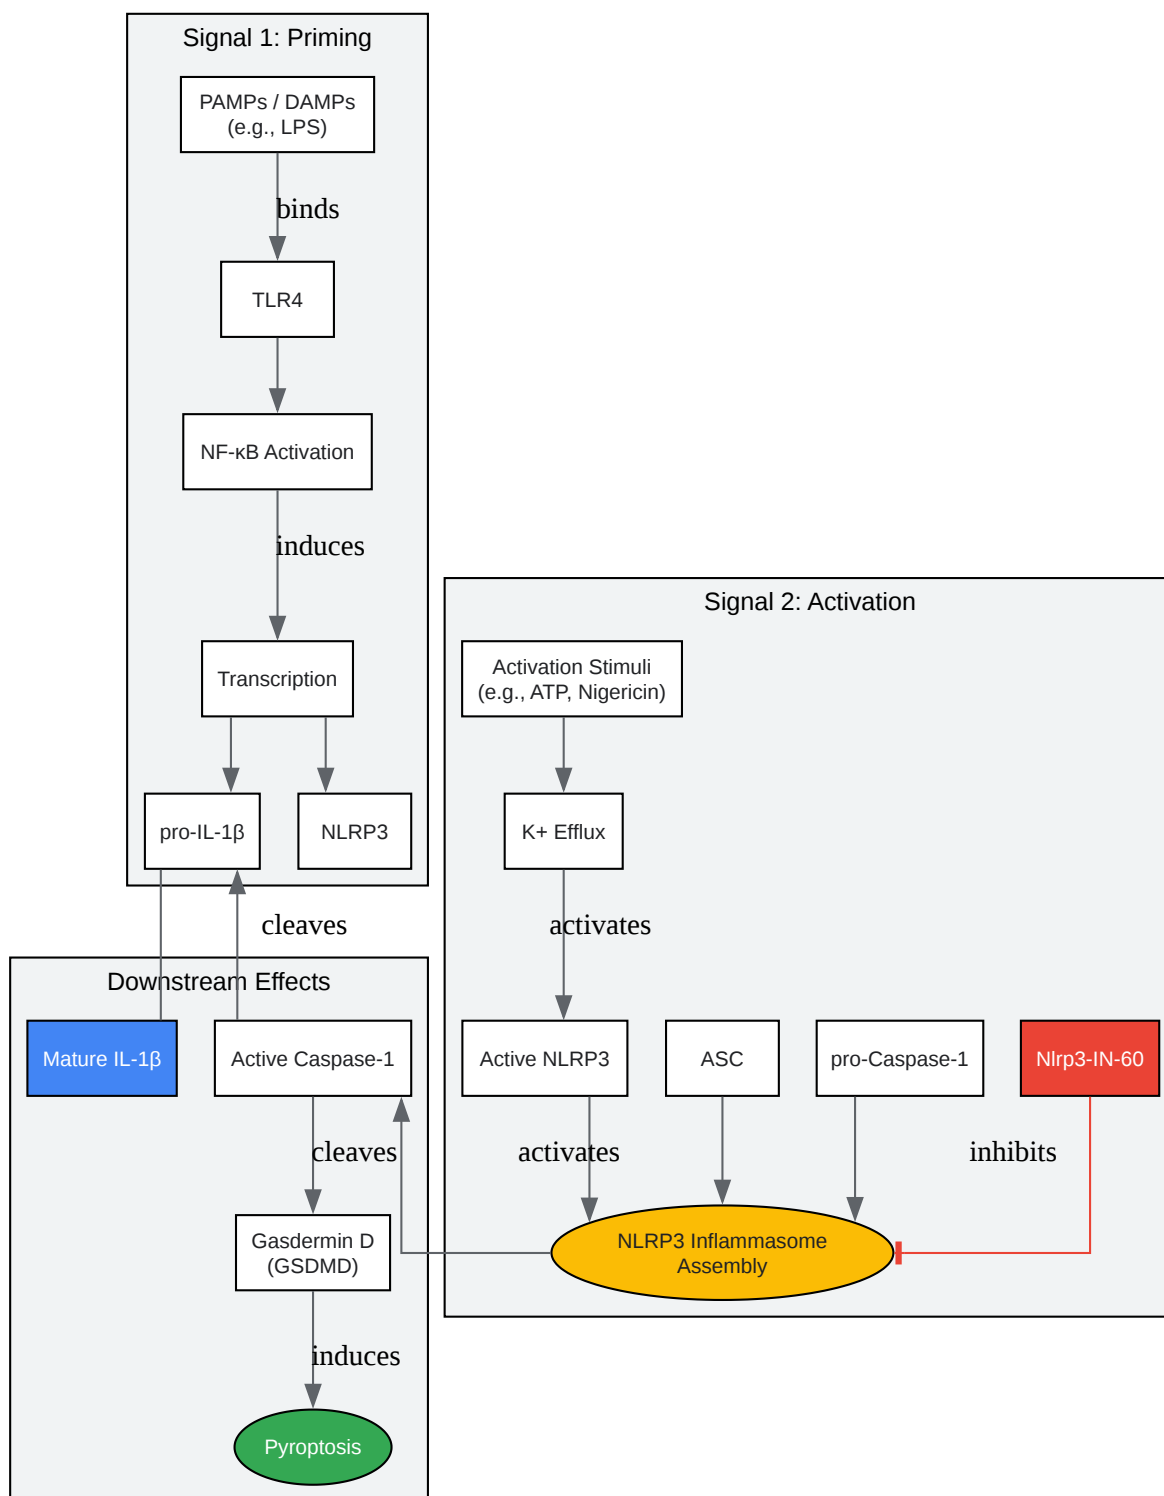 Signal 1: Priming
PAMPs / DAMPs
(e.g., LPS)
binds
TLR4
NF-κB Activation
induces
Transcription
pro-IL-1β
NLRP3
cleaves
Signal 2: Activation
Activation Stimuli
(e.g., ATP, Nigericin)
K+ Efflux
activates
Active NLRP3
ASC
pro-Caspase-1
Nlrp3-IN-60
activates
inhibits
NLRP3 Inflammasome
Assembly
Downstream Effects
Mature IL-1β
Active Caspase-1
cleaves
Gasdermin D
(GSDMD)
induces
Pyroptosis